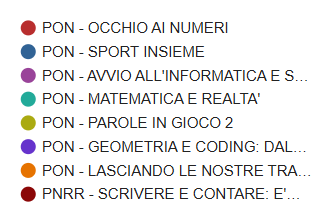 PON - OCCHIO AI NUMERI
PON - SPORT INSIEME
PON - AVVIO ALL'INFORMATICA E S...
PON - MATEMATICA E REALTA'
PON - PAROLE IN GIOCO 2
PON - GEOMETRIA E CODING: DAL...
PON - LASCIANDO LE NOSTRE TRA...
PNRR - SCRIVERE E CONTARE: E'...